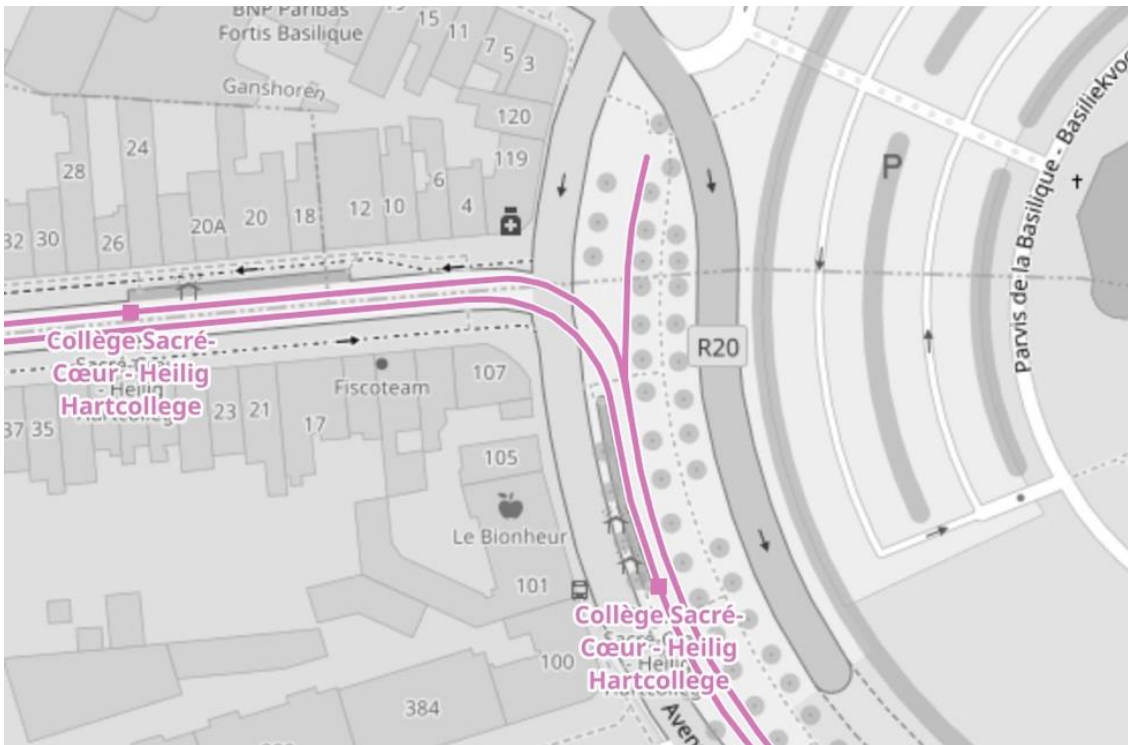 BNP Paribas
Fortis Basilique
15
11
7
5
3
Ganshoren
120
119
28
24
6
4
32
30
26
20A
20
18
12
10
P
Parvis de la Basilique - Basiliekvoo
R20
Collège Sacré-
Cœur - Heilig
Hartcollege
Fiscoteam
107
37
35
23
21
17
105
Le Bionheur
101
Collège Sacré-
Cœur - Heilig
Hartcollege
100
384
Aven